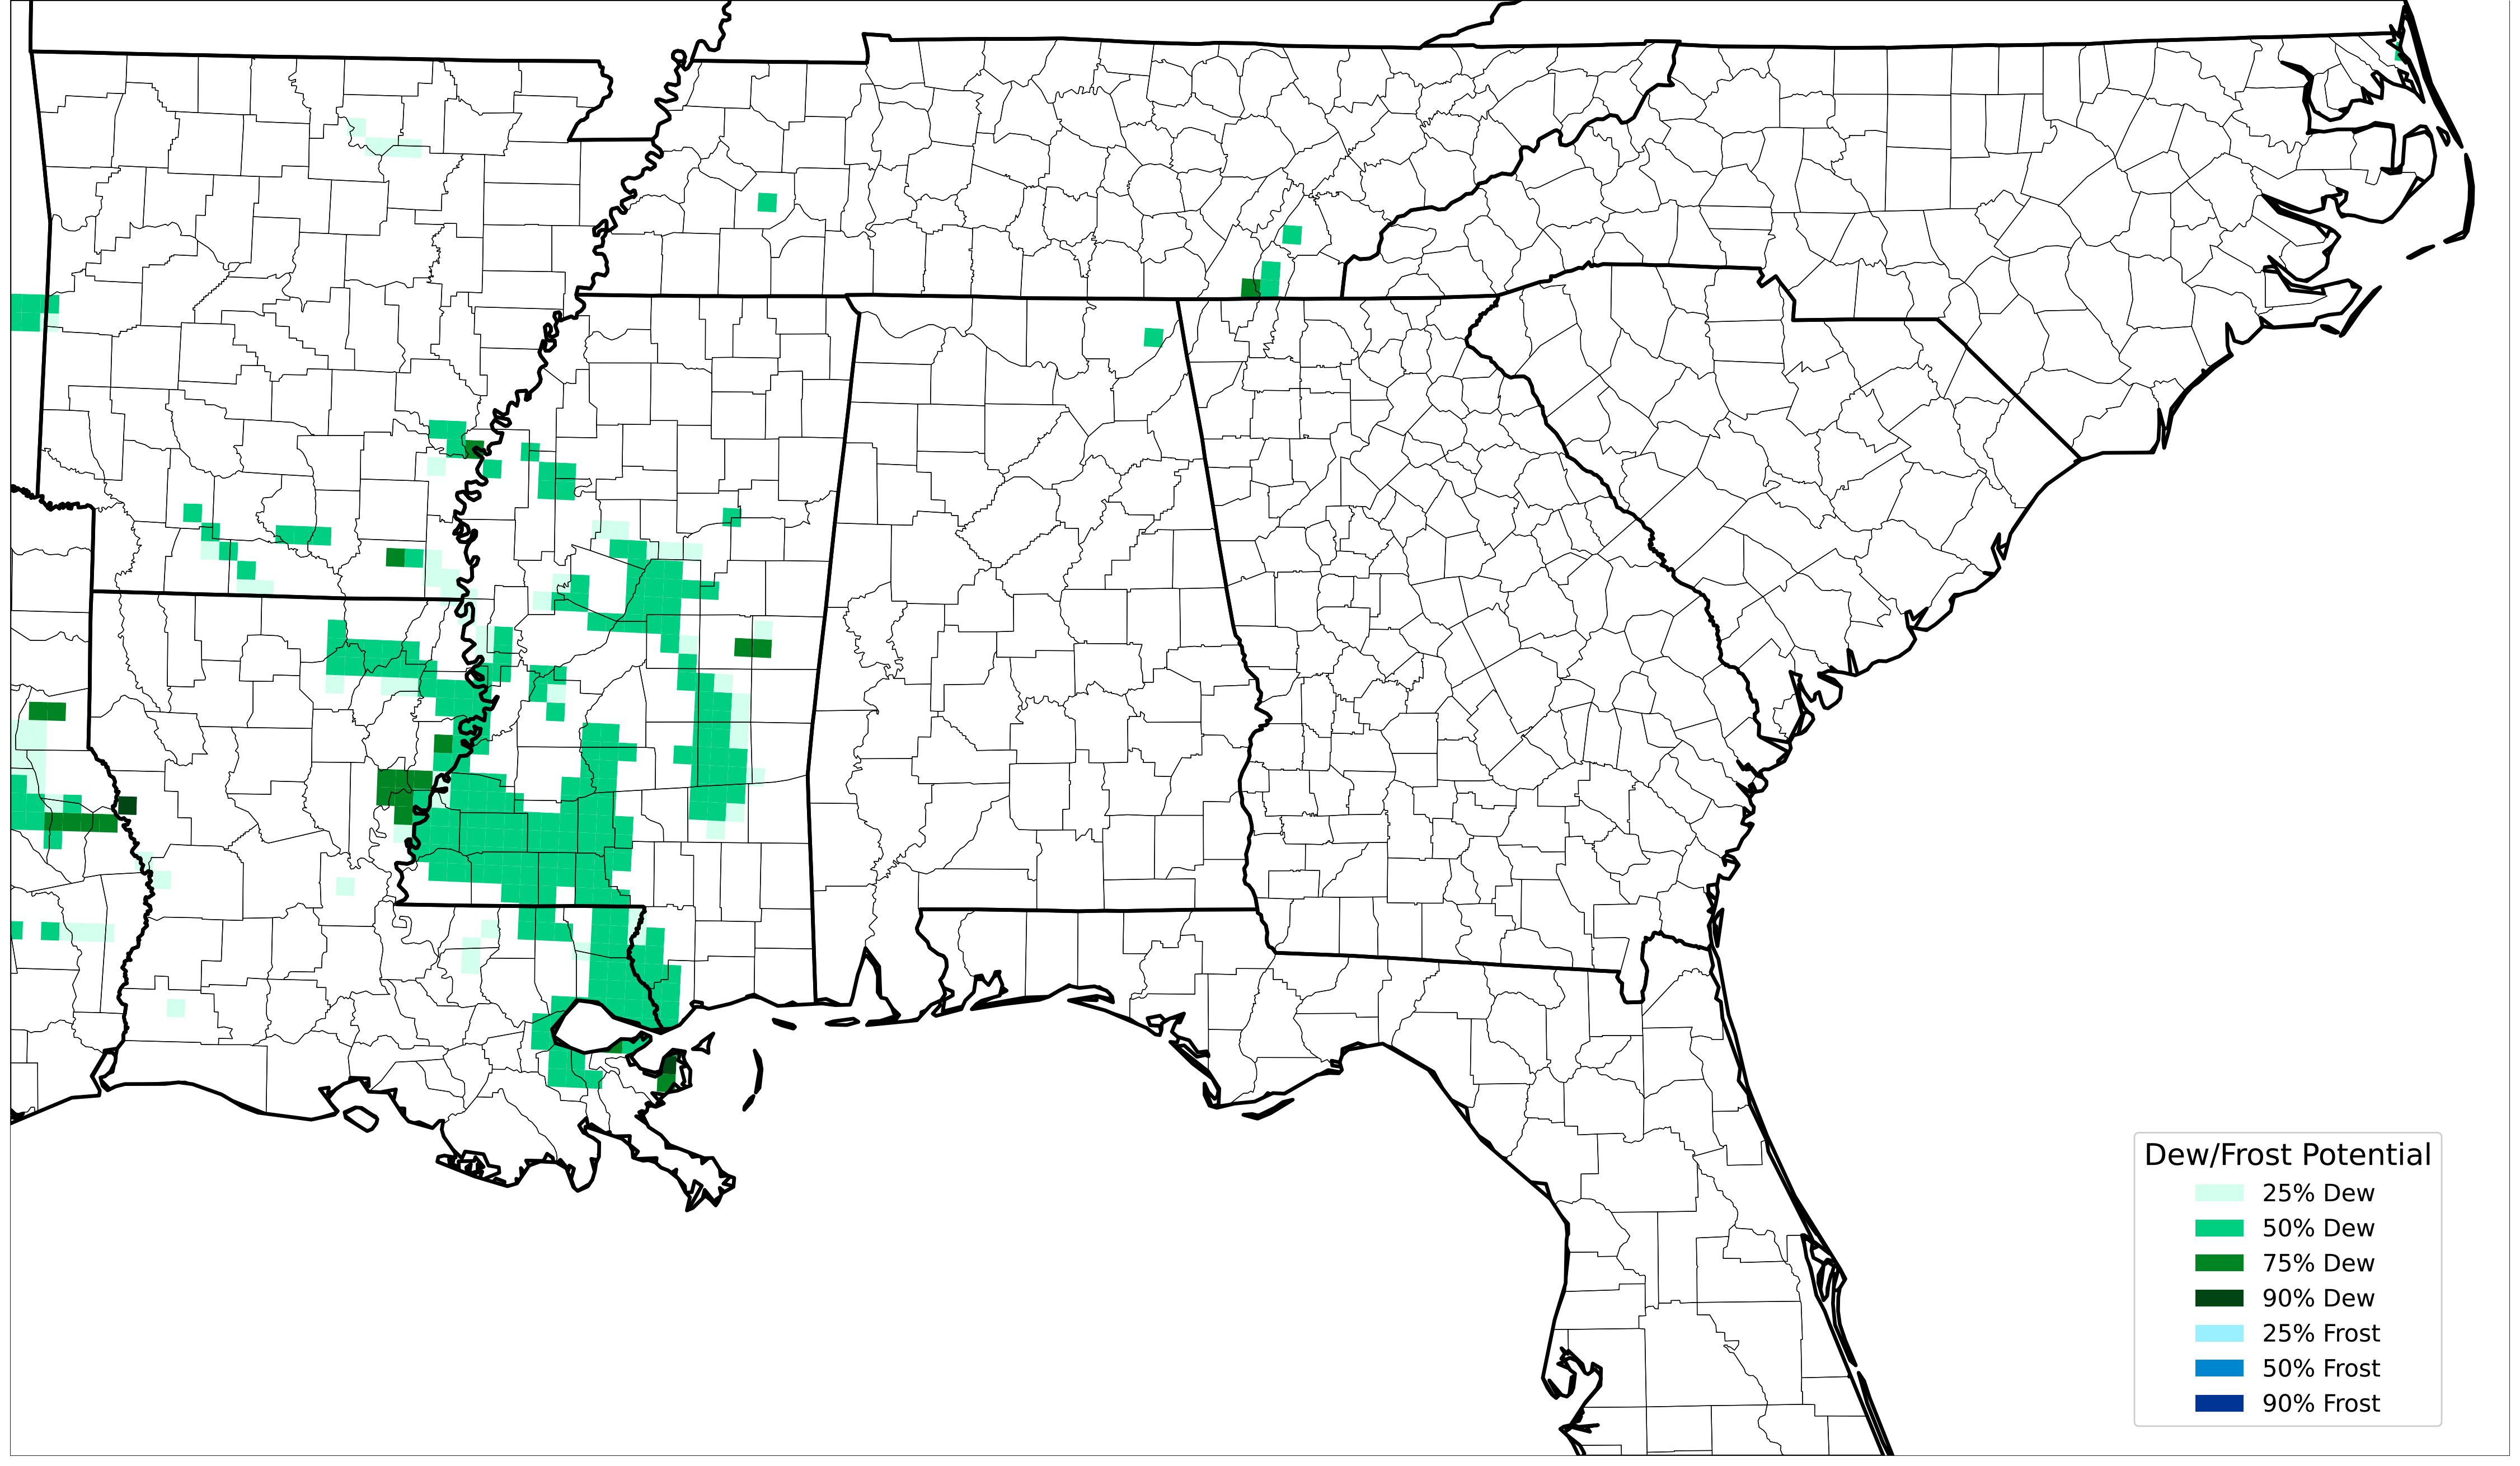 Dew/Frost Potential
25% Dew
50% Dew
75% Dew
90% Dew
25% Frost
50% Frost
90% Frost